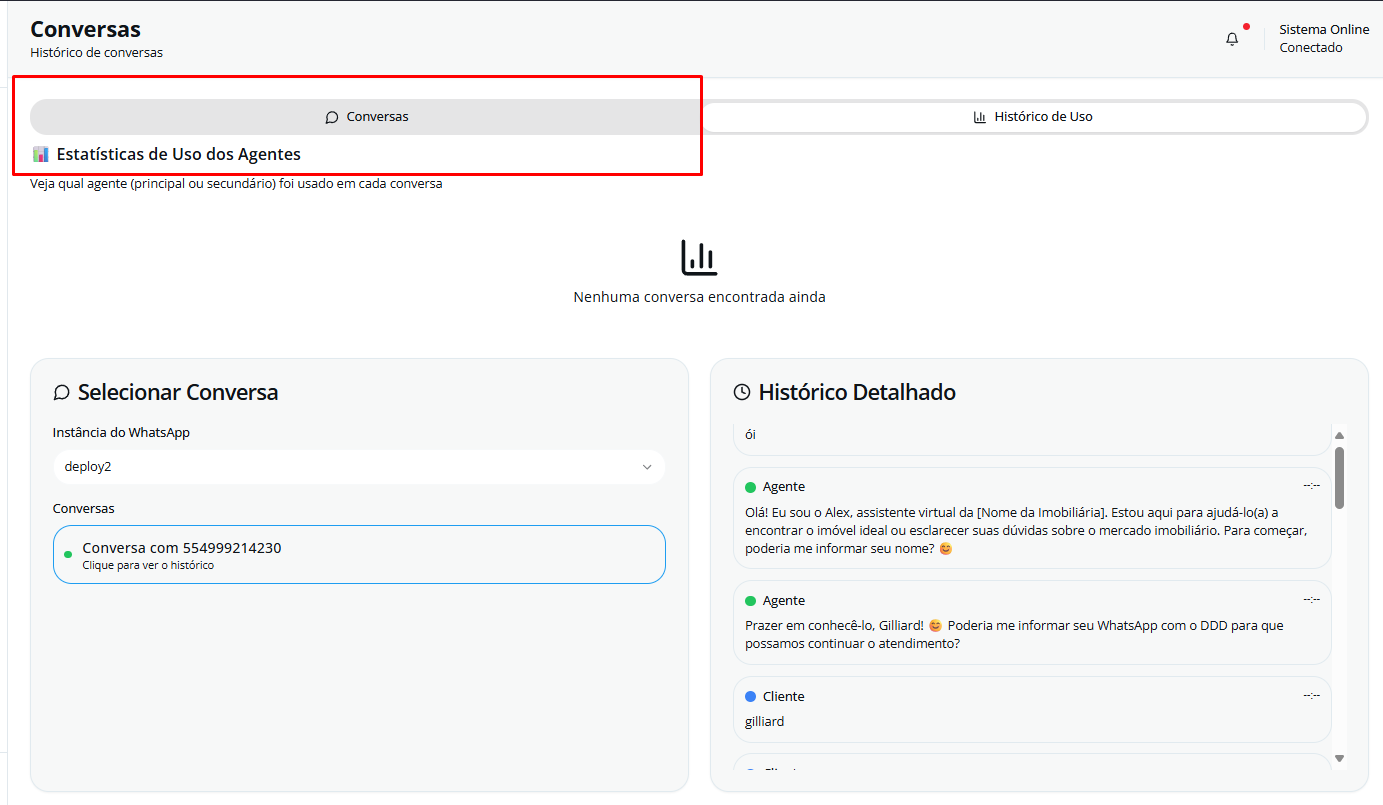 Conversas
Histórico de conversas
Sistema Online
Conectado
Conversas
Histórico de Uso
Estatísticas de Uso dos Agentes
Veja qual agente (principal ou secundário) foi usado em cada conversa
Nenhuma conversa encontrada ainda
Selecionar Conversa
Instância do WhatsApp
deploy2
Conversas
Conversa com 554999214230
Clique para ver o histórico
Histórico Detalhado
ói
Agente
--:--
Olá! Eu sou o Alex, assistente virtual da [Nome da Imobiliária]. Estou aqui para ajudá-lo(a) a
encontrar o imóvel ideal ou esclarecer suas dúvidas sobre o mercado imobiliário. Para começar,
poderia me informar seu nome? 😊
Agente
--:--
Prazer em conhecê-lo, Gilliard! 😊 Poderia me informar seu WhatsApp com o DDD para que
possamos continuar o atendimento?
Cliente
--:--
gilliard